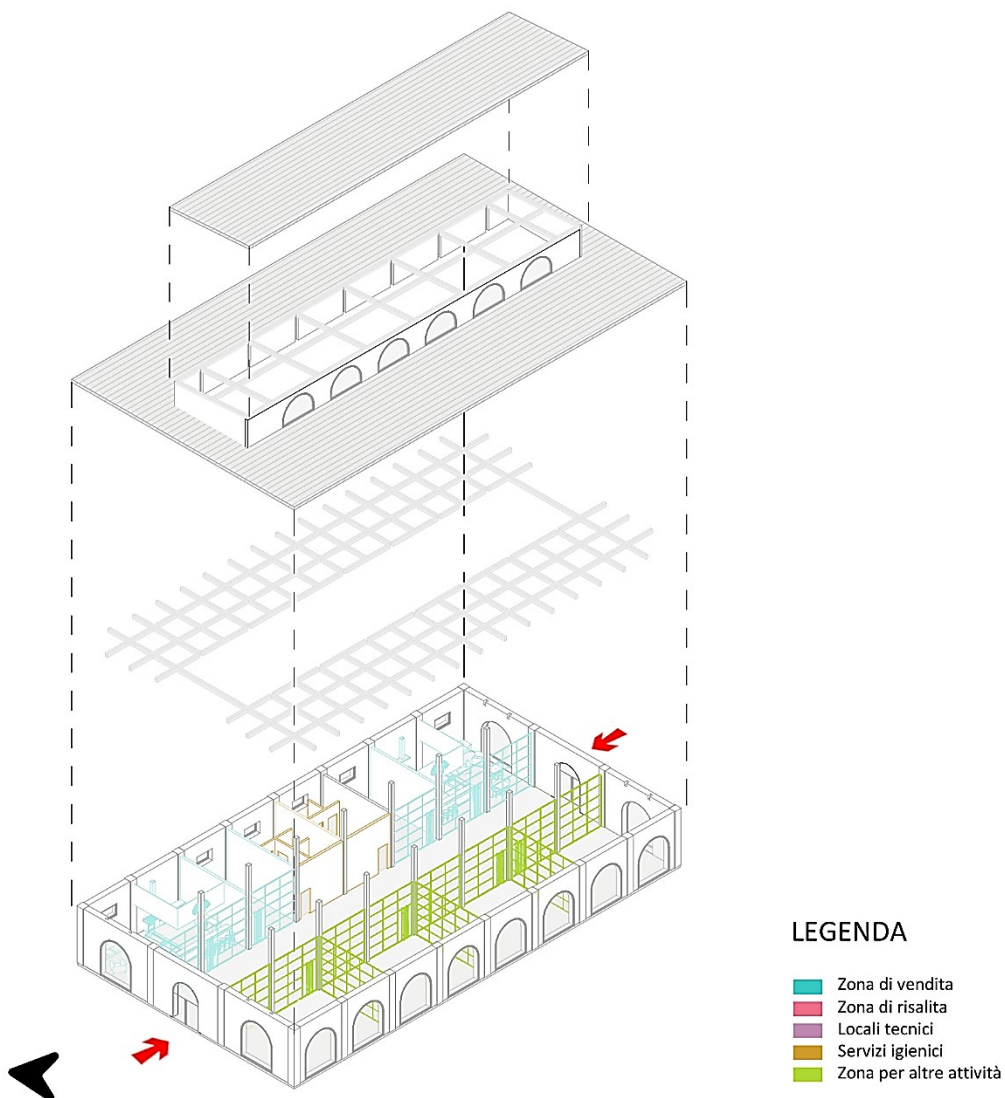 LEGENDA
Zona di vendita
Zona di risalita
Locali tecnici
Servizi igienici
Zona per altre attività